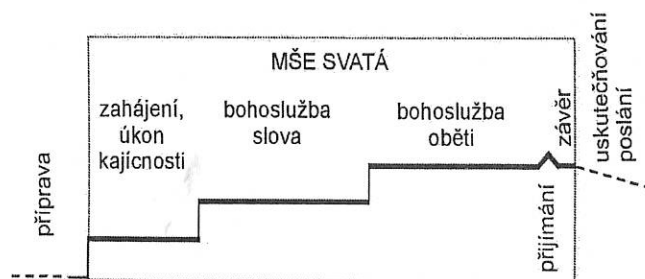 MŠE SVATÁ
příprava
zahájení,
úkon
kajícnosti
bohoslužba
slova
bohoslužba
oběti
přijímání
závěr
uskutečňování
poslání